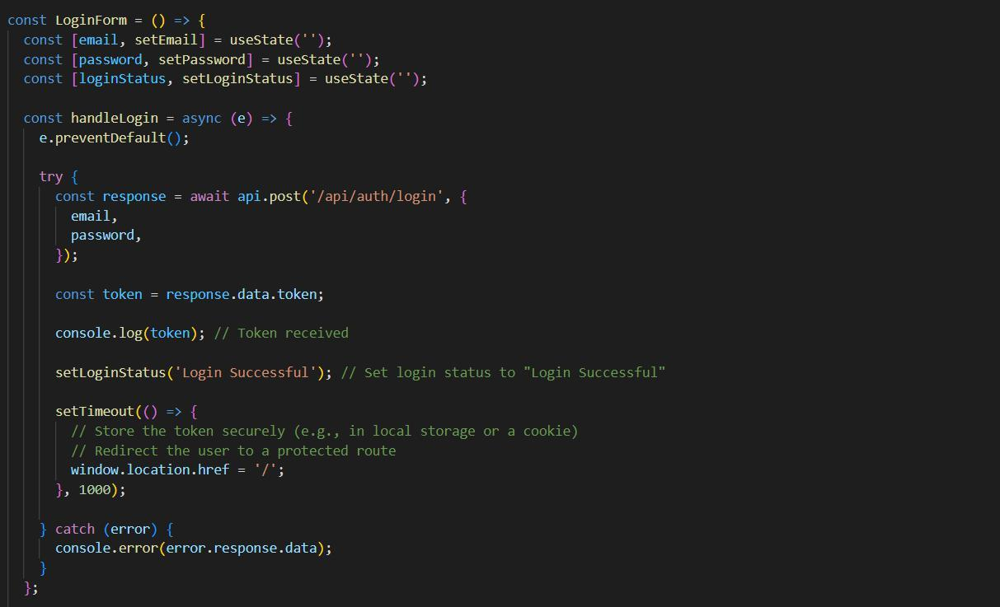 const LoginForm = () => {
  const [email, setEmail] = useState('');
  const [password, setPassword] = useState('');
  const [loginStatus, setLoginStatus] = useState('');

  const handleLogin = async (e) => {
    e.preventDefault();

    try {
      const response = await api.post('/api/auth/login', {
        email,
        password,
      });

      const token = response.data.token;

      console.log(token); // Token received

      setLoginStatus('Login Successful'); // Set login status to "Login Successful"

      setTimeout(() => {
        // Store the token securely (e.g., in local storage or a cookie)
        // Redirect the user to a protected route
        window.location.href = '/';
      }, 1000);

    } catch (error) {
      console.error(error.response.data);
    }
  };